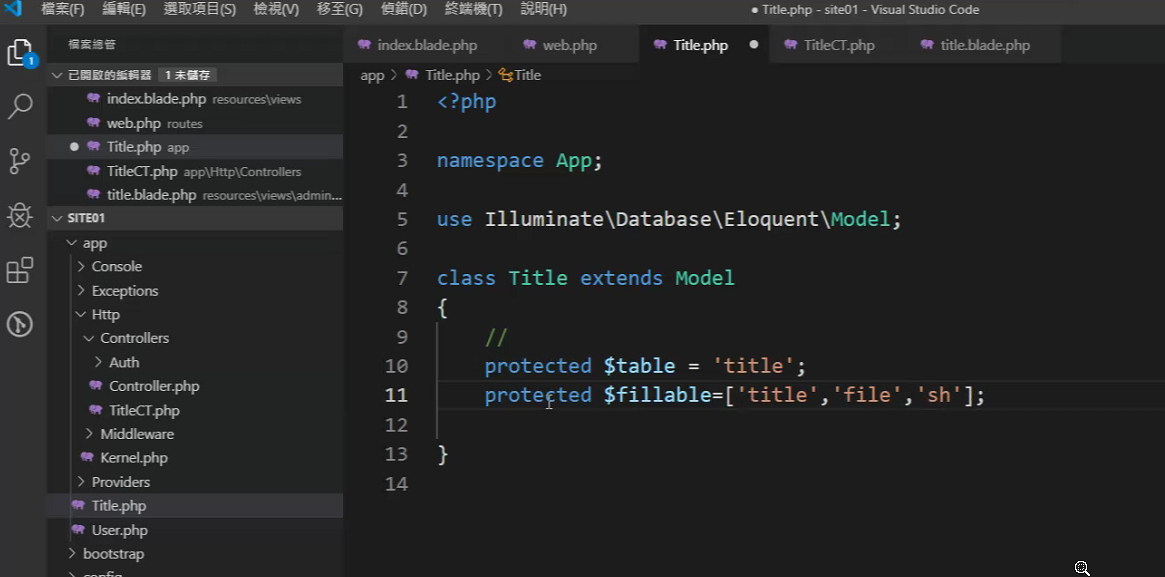 檔案(F) 編輯(E) 選取項目(S) 檢視(V) 移至(G) 偵錯(D) 終端機(T) 說明(H) ● Title.php - site01 - Visual Studio Code
檔案總管
1
已開啟的編輯器 1 未儲存
index.blade.php resources\views
web.php routes
Title.php app
TitleCT.php app\Http\Controllers
title.blade.php resources\views\admin...
SITE01
app
Console
Exceptions
Http
Controllers
Auth
Controller.php
TitleCT.php
Middleware
Kernel.php
Providers
Title.php
User.php
bootstrap
config
index.blade.php web.php Title.php ● TitleCT.php title.blade.php
app > Title.php > Title
1 <?php
2
3 namespace App;
4
5 use Illuminate\Database\Eloquent\Model;
6
7 class Title extends Model
8 {
9 //
10 protected $table = 'title';
11 protected $fillable=['title','file','sh'];
12
13 }
14